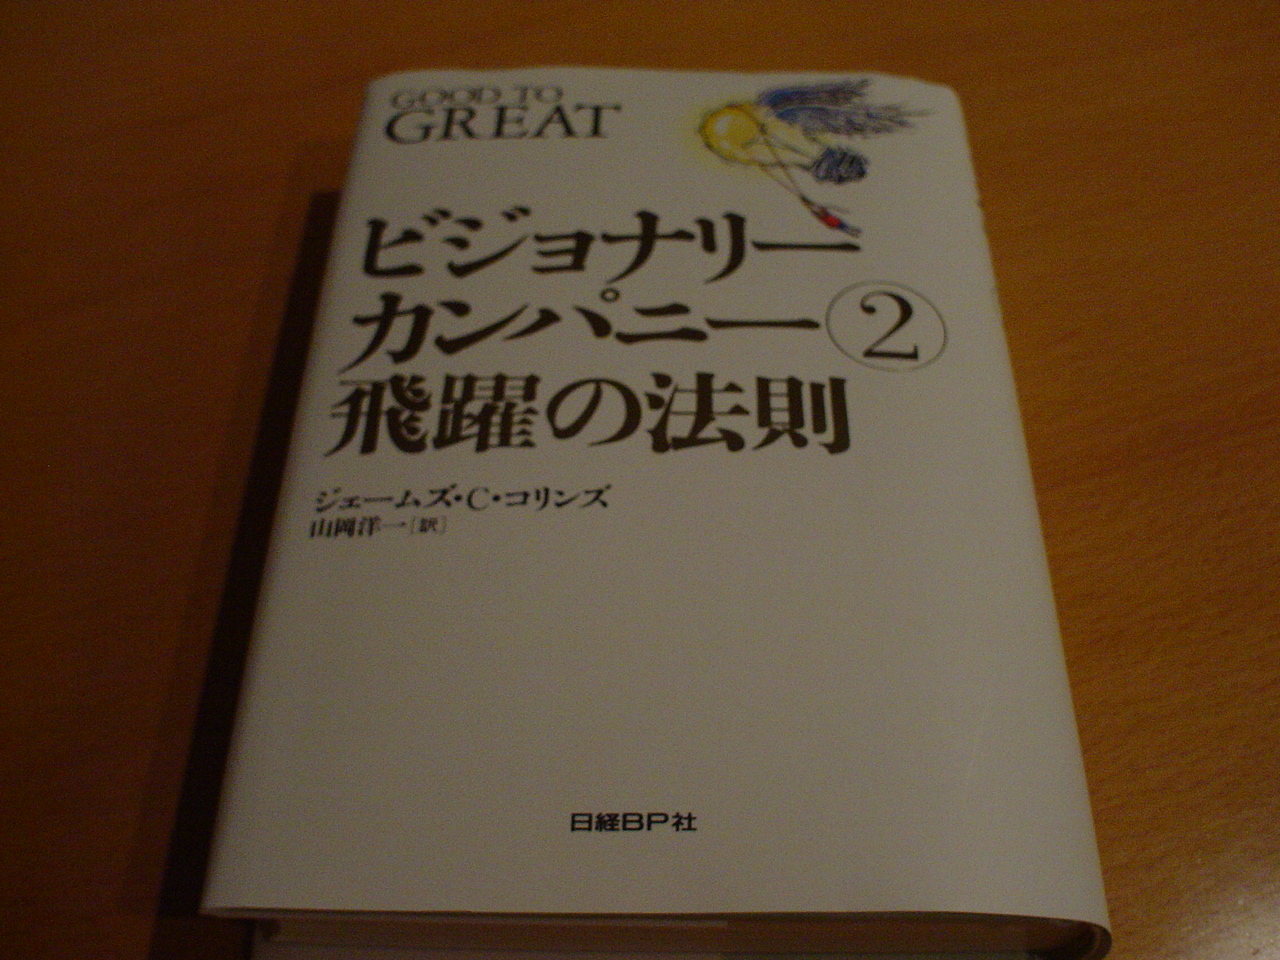 GOOD TO
GREAT
ビジョナリー
カンパニー②
飛躍の法則
ジェームズ・C・コリンズ
山岡洋一[訳]
日経BP社